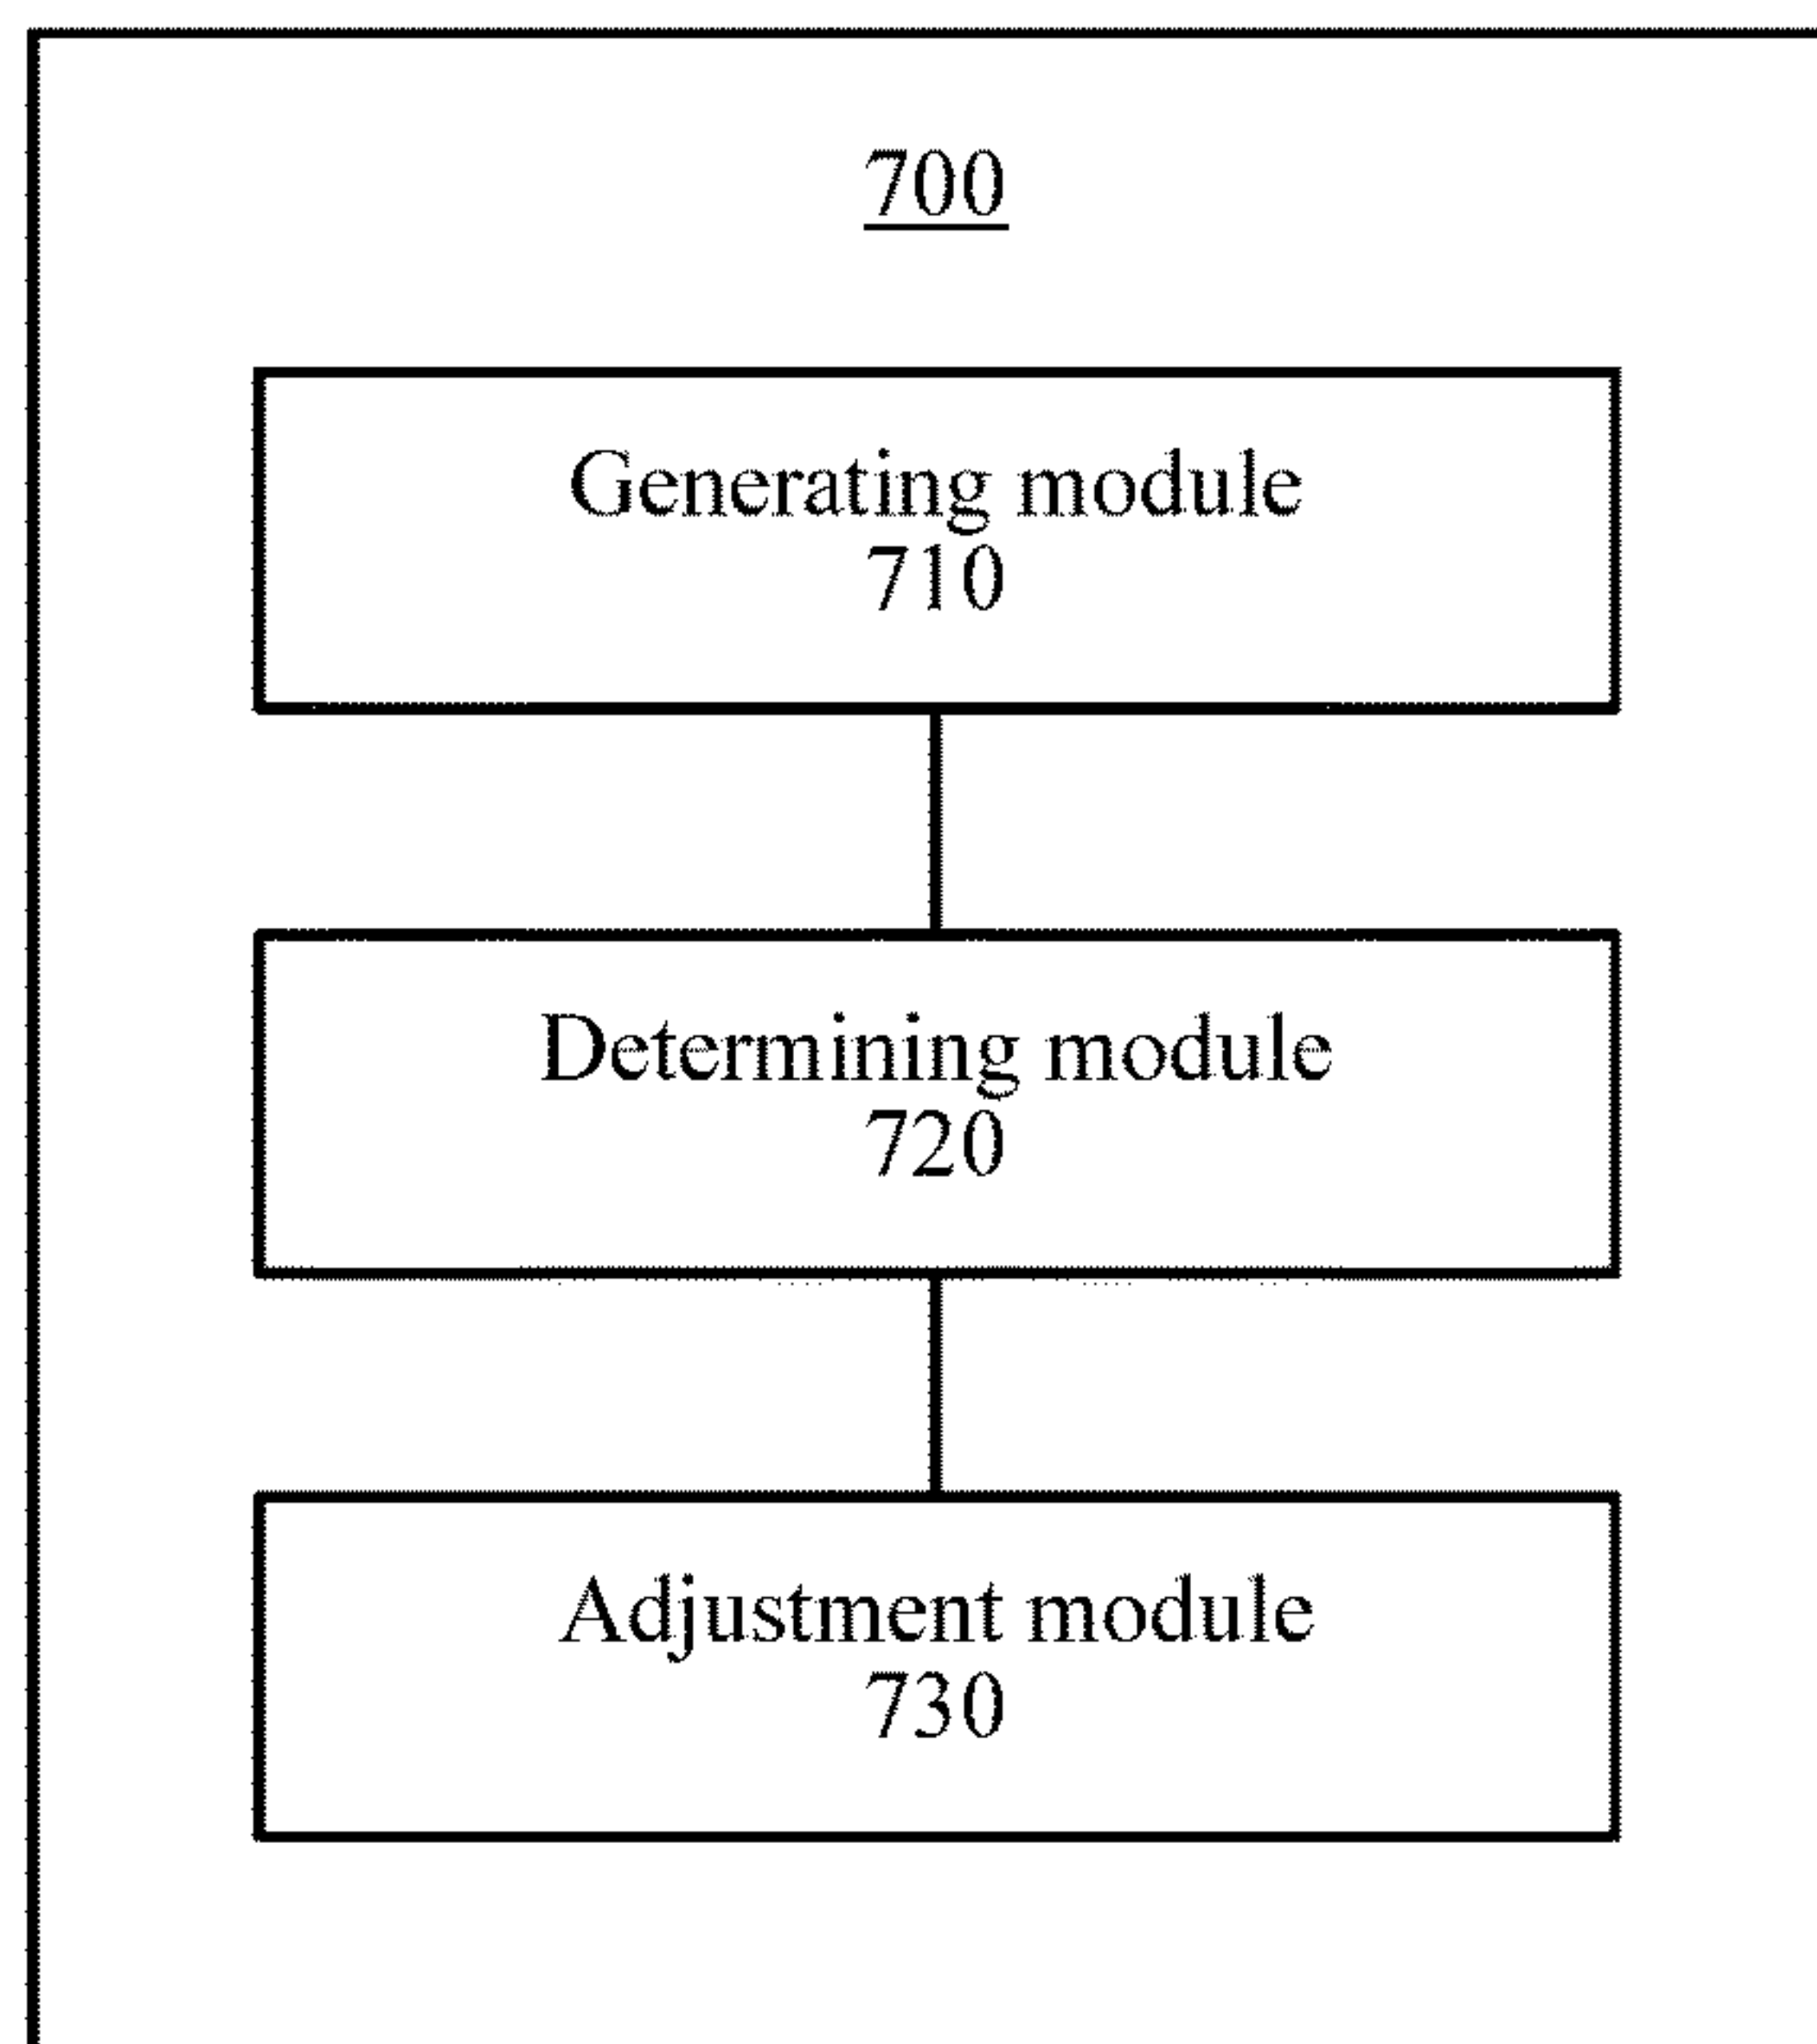 700
Generating module
710
Determining module
720
Adjustment module
730